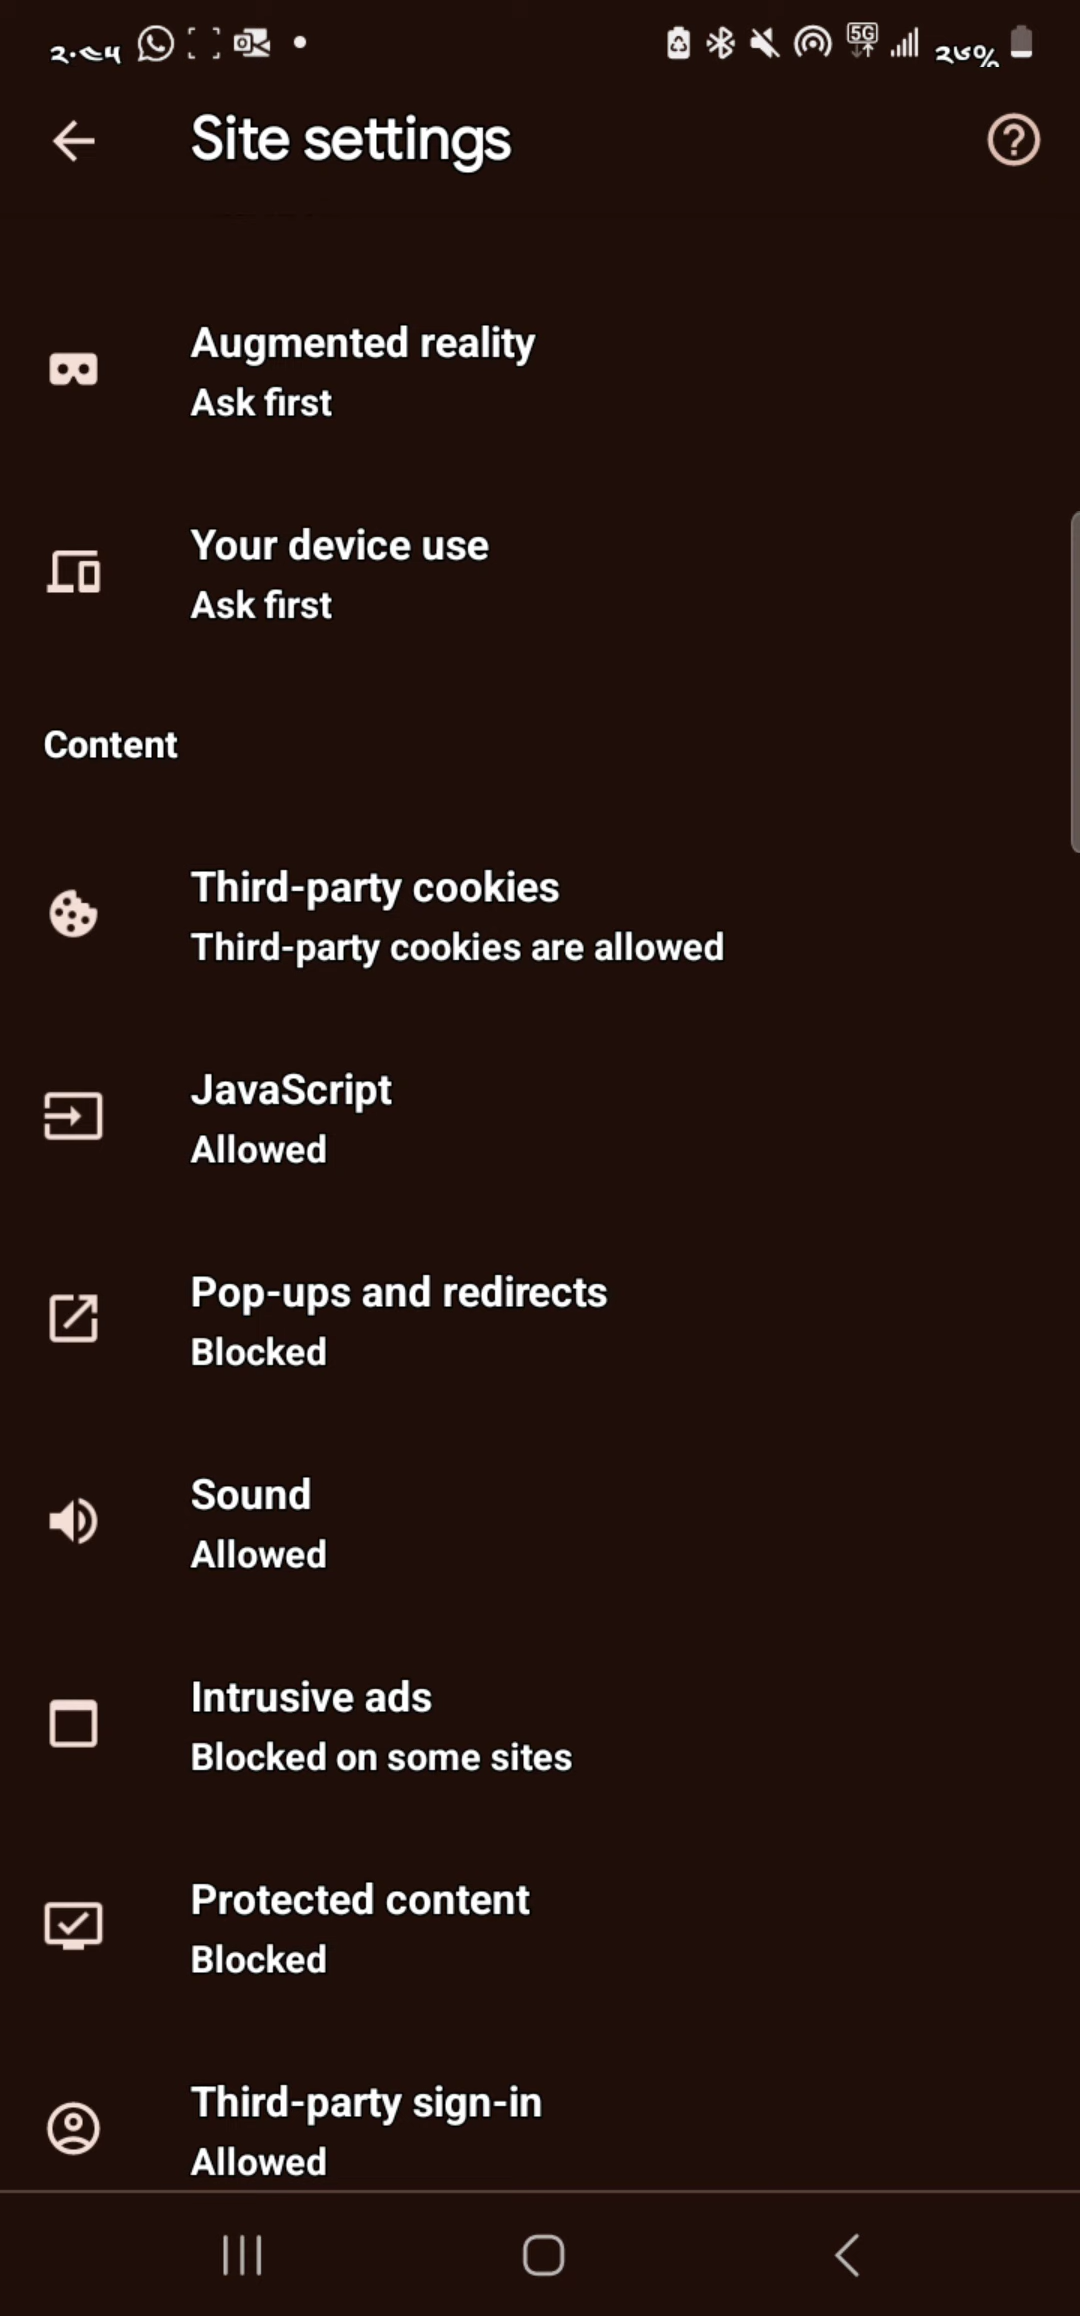 5G ২৬%
Site settings
Augmented reality
Ask first
Your device use
Ask first
Content
Third-party cookies
Third-party cookies are allowed
JavaScript
Allowed
Pop-ups and redirects
Blocked
Sound
Allowed
Intrusive ads
Blocked on some sites
Protected content
Blocked
Third-party sign-in
Allowed